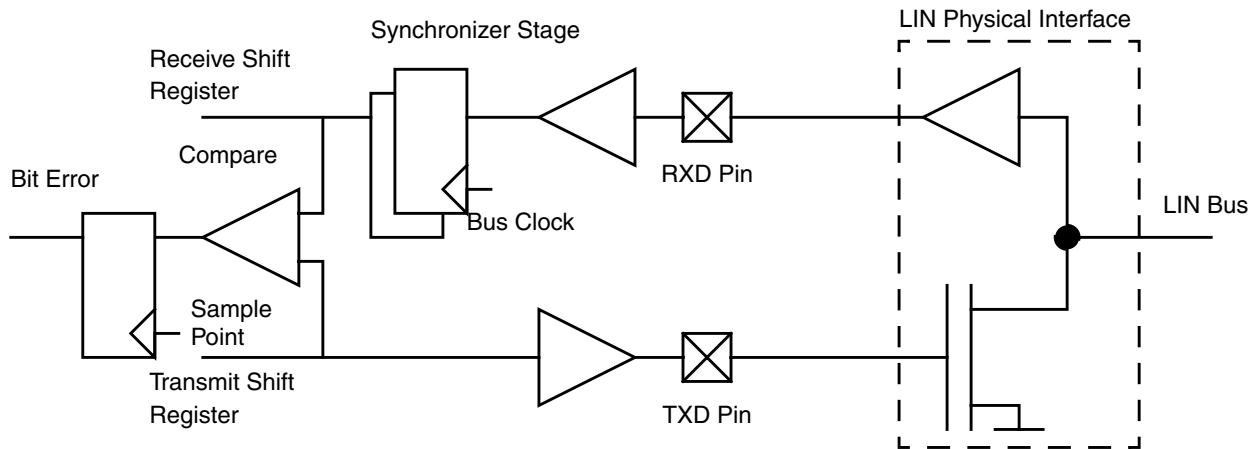 LIN Physical Interface
Synchronizer Stage
Receive Shift
Register
Compare
RXD Pin
Bit Error
Bus Clock
LIN Bus
Sample
Point
Transmit Shift
Register
TXD Pin